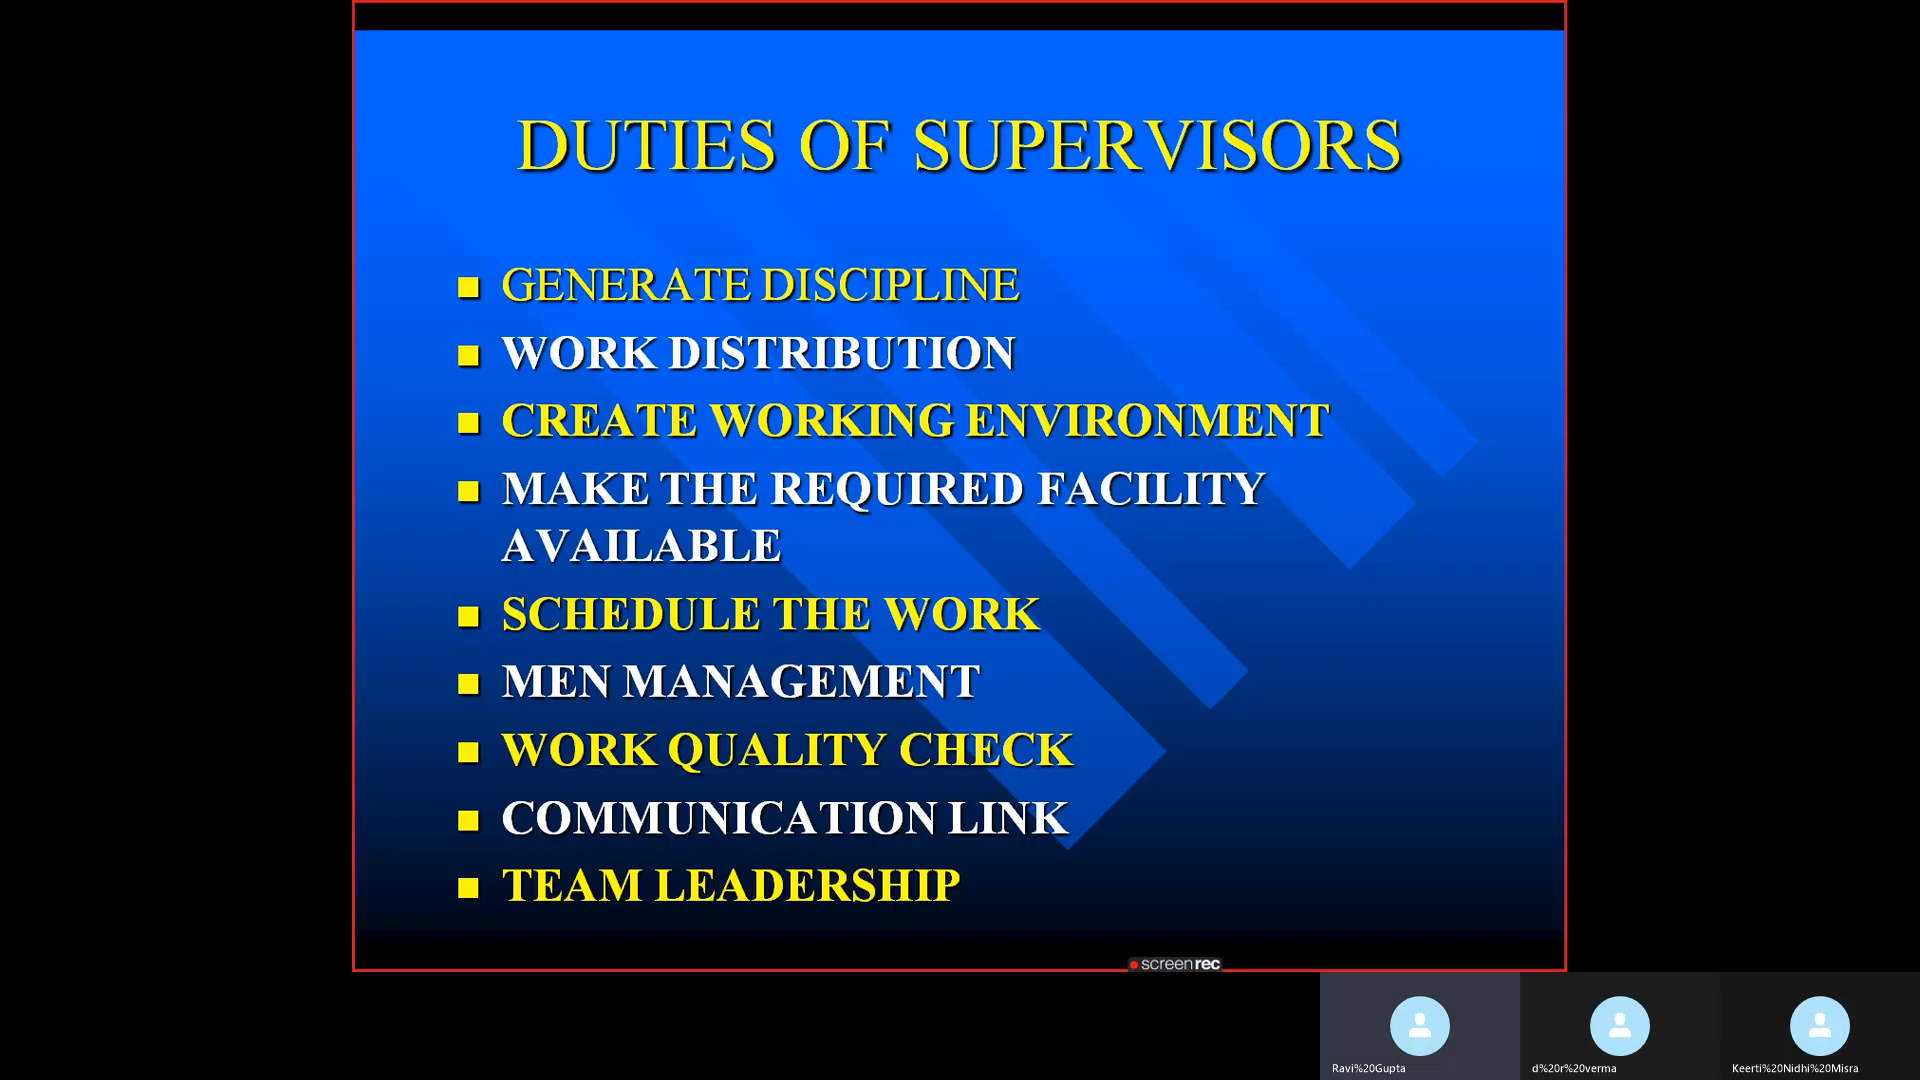 DUTIES OF SUPERVISORS
GENERATE DISCIPLINE
WORK DISTRIBUTION
CREATE WORKING ENVIRONMENT
MAKE THE REQUIRED FACILITY
AVAILABLE
SCHEDULE THE WORK
MEN MANAGEMENT
WORK QUALITY CHECK
COMMUNICATION LINK
TEAM LEADERSHIP
screenrec
Ravi%20Gupta
d%20r%20verma
Keerti%20Nidhi%20Misra